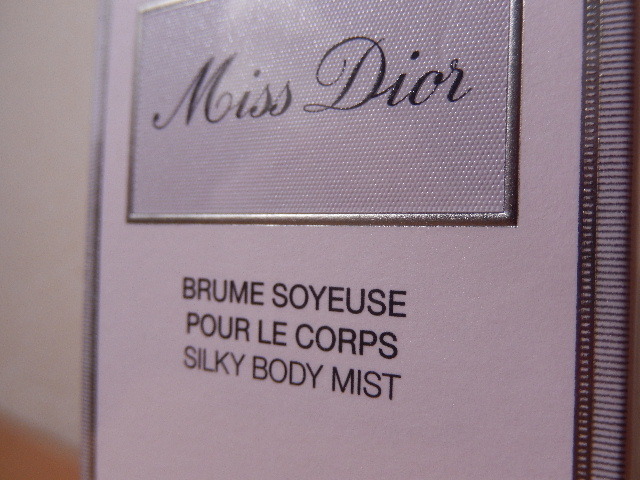 Miss Dior
BRUME SOYEUSE
POUR LE CORPS
SILKY BODY MIST